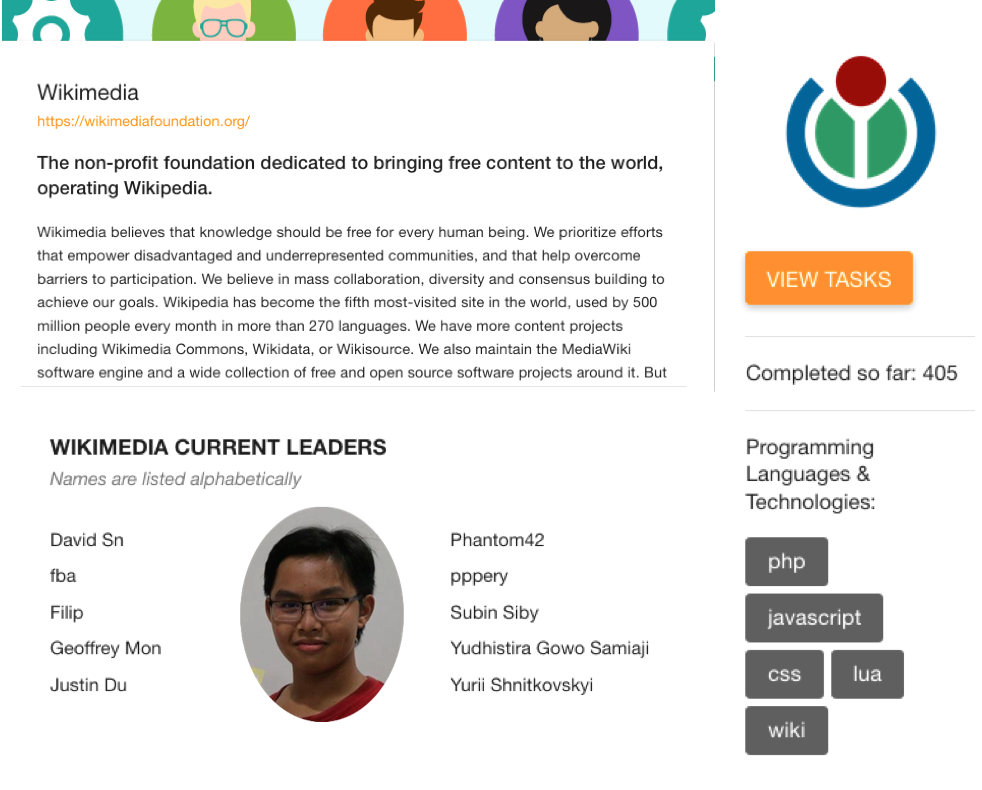 Wikimedia
https://wikimediafoundation.org/
The non-profit foundation dedicated to bringing free content to the world,
operating Wikipedia.
Wikimedia believes that knowledge should be free for every human being. We prioritize efforts
that empower disadvantaged and underrepresented communities, and that help overcome
barriers to participation. We believe in mass collaboration, diversity and consensus building to
achieve our goals. Wikipedia has become the fifth most-visited site in the world, used by 500
million people every month in more than 270 languages. We have more content projects
including Wikimedia Commons, Wikidata, or Wikisource. We also maintain the MediaWiki
software engine and a wide collection of free and open source software projects around it. But
WIKIMEDIA CURRENT LEADERS
Names are listed alphabetically
David Sn
fba
Filip
Geoffrey Mon
Justin Du
Phantom42
pppery
Subin Siby
Yudhistira Gowo Samiaji
Yurii Shnitkovskyi
VIEW TASKS
Completed so far: 405
Programming
Languages &
Technologies:
php
javascript
css lua
wiki